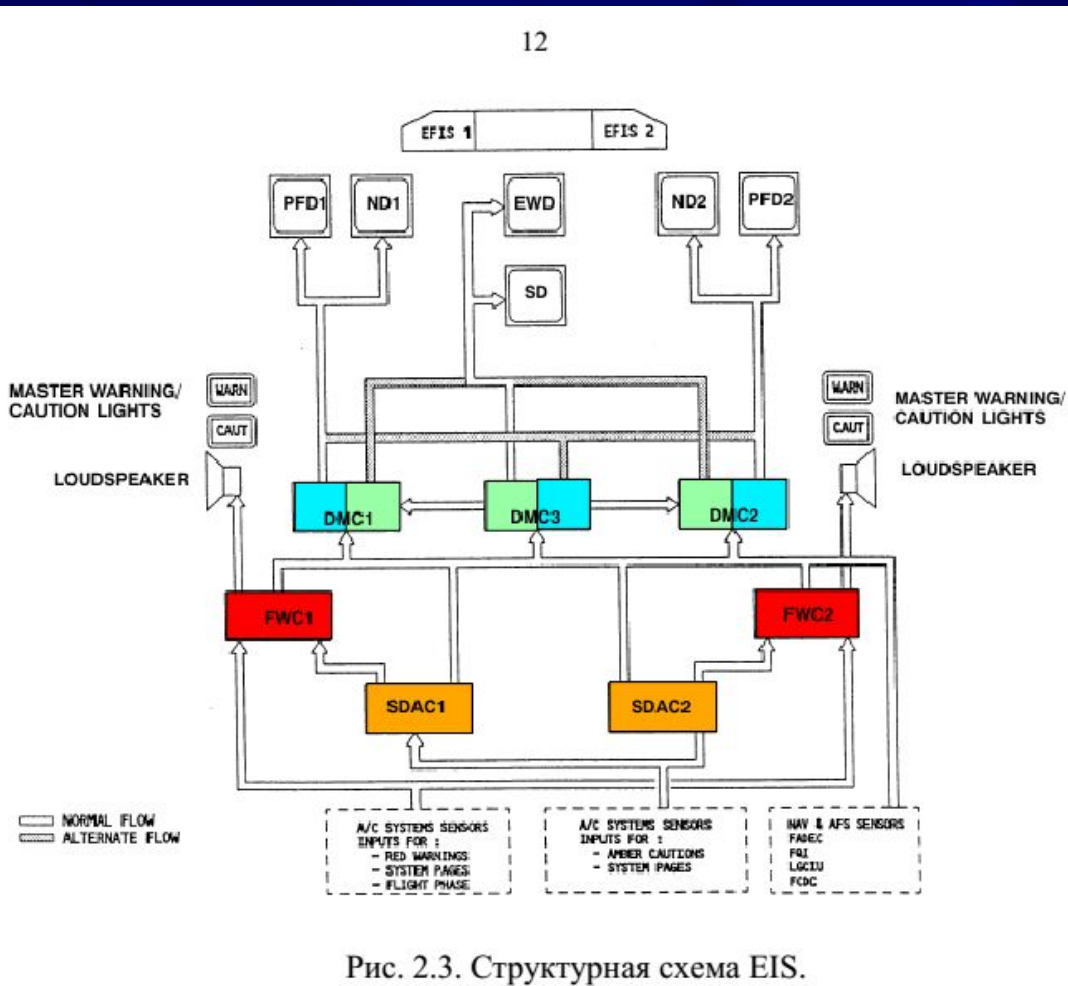 12
EFIS 1
EFIS 2
PFD1
ND1
EWD
ND2
PFD2
SD
MASTER WARNING/
CAUTION LIGHTS
WARN
CAUT
WARN
CAUT
MASTER WARNING/
CAUTION LIGHTS
LOUDSPEAKER
LOUDSPEAKER
DMC1
DMC3
DMC2
FWC1
FWC2
SDAC1
SDAC2
NORMAL FLOW
ALTERNATE FLOW
A/C SYSTEMS SENSORS
INPUTS FOR :
- RED WARNINGS
- SYSTEM PAGES
- FLIGHT PHASE
A/C SYSTEMS SENSORS
INPUTS FOR :
- AMBER CAUTIONS
- SYSTEM PAGES
NAV & AFS SENSORS
FADEC
FQI
LGCIU
FCDC
Рис. 2.3. Структурная схема EIS.